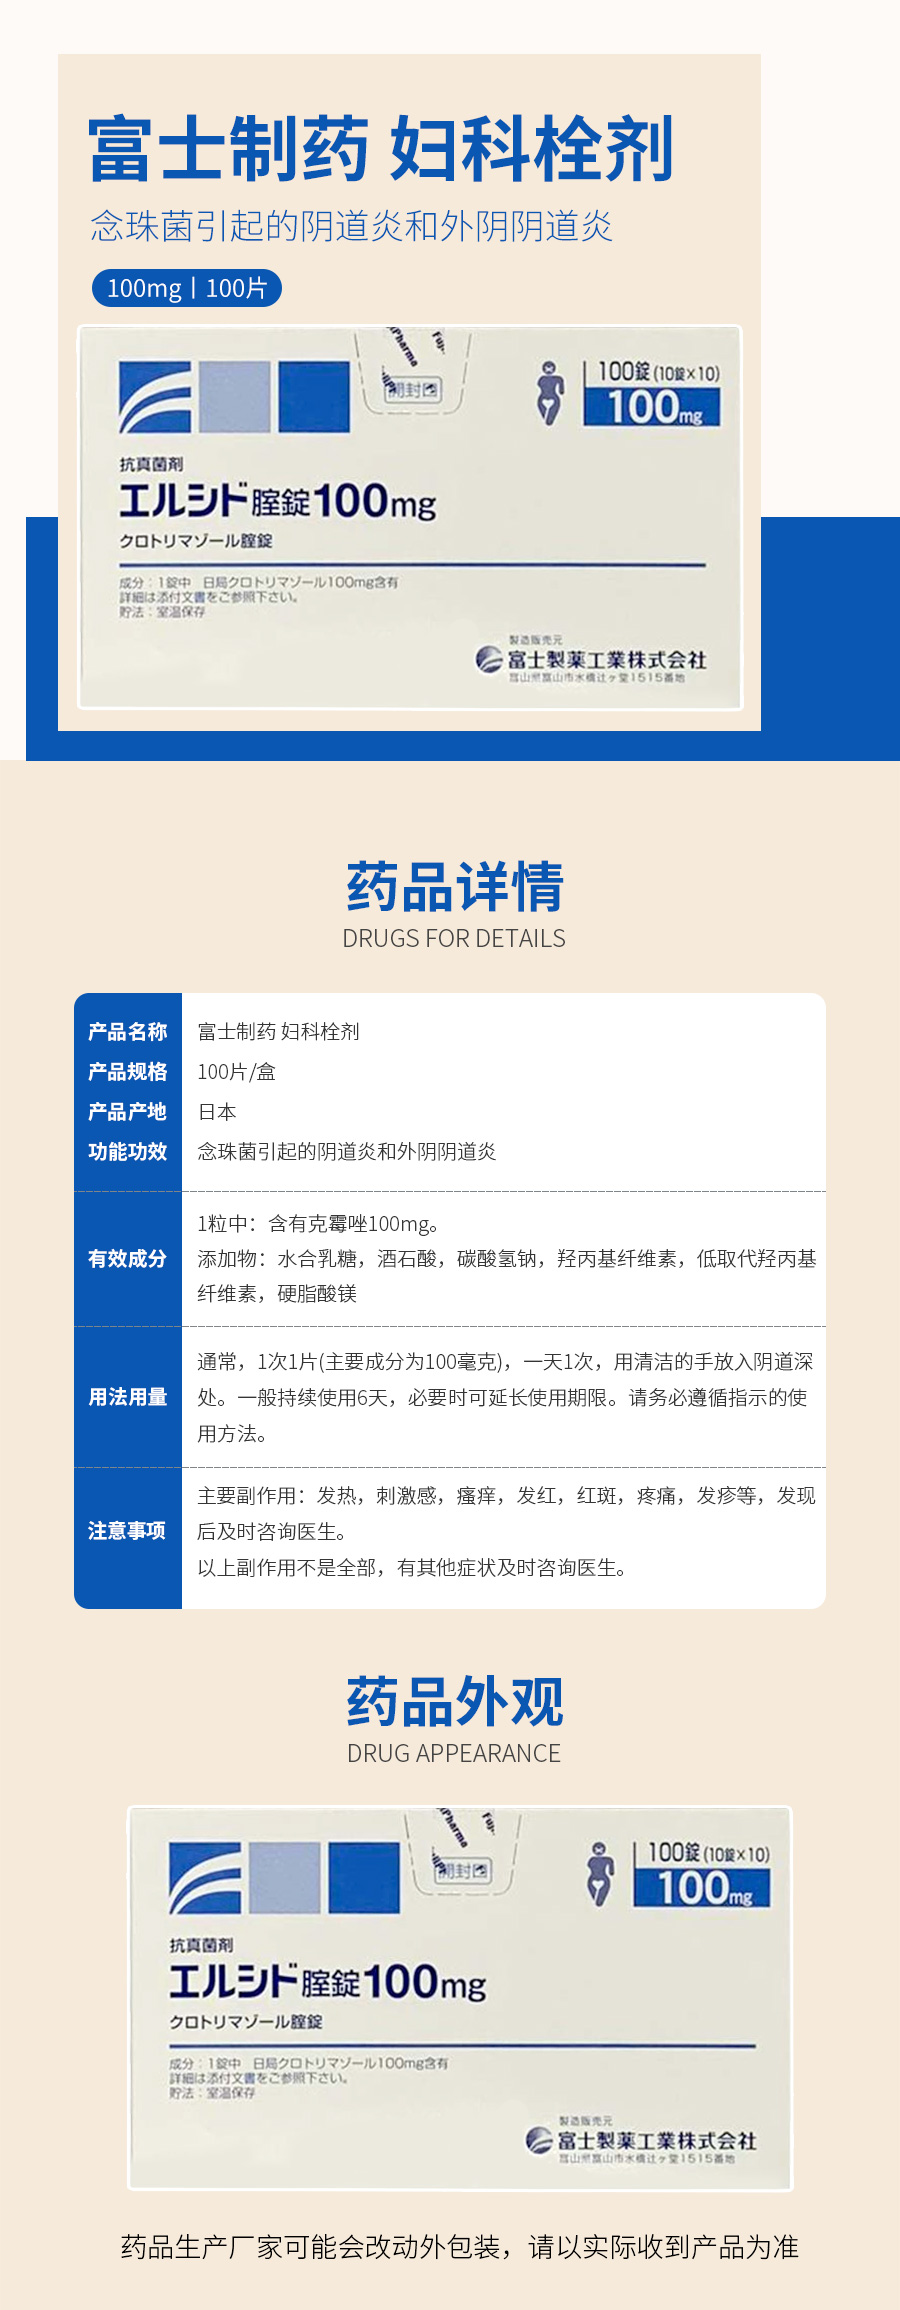 富士制药 妇科栓剂
念珠菌引起的阴道炎和外阴阴道炎
100mg | 100片
Pharma
開封口
100錠(10錠×10)
100mg
抗真菌剤
エルシド腟錠100mg
クロトリマゾール腟錠
成分:1錠中 日局クロトリマゾール100mg含有
詳細は添付文書をご参照下さい。
貯法:室温保存
製造販売元
富士製薬工業株式会社
富山県富山市水橋辻ヶ堂1515番地
药品详情
DRUGS FOR DETAILS
产品名称 富士制药 妇科栓剂
产品规格 100片/盒
产品产地 日本
功能功效 念珠菌引起的阴道炎和外阴阴道炎
有效成分
1粒中：含有克霉唑100mg。
添加物：水合乳糖，酒石酸，碳酸氢钠，羟丙基纤维素，低取代羟丙基
纤维素，硬脂酸镁
用法用量
通常，1次1片(主要成分为100毫克)，一天1次，用清洁的手放入阴道深
处。一般持续使用6天，必要时可延长使用期限。请务必遵循指示的使
用方法。
注意事项
主要副作用：发热，刺激感，瘙痒，发红，红斑，疼痛，发疹等，发现
后及时咨询医生。
以上副作用不是全部，有其他症状及时咨询医生。
药品外观
DRUG APPEARANCE
Pharma
開封口
100錠(10錠×10)
100mg
抗真菌剤
エルシド腟錠100mg
クロトリマゾール腟錠
成分:1錠中 日局クロトリマゾール100mg含有
詳細は添付文書をご参照下さい。
貯法:室温保存
製造販売元
富士製薬工業株式会社
富山県富山市水橋辻ヶ堂1515番地
药品生产厂家可能会改动外包装，请以实际收到产品为准